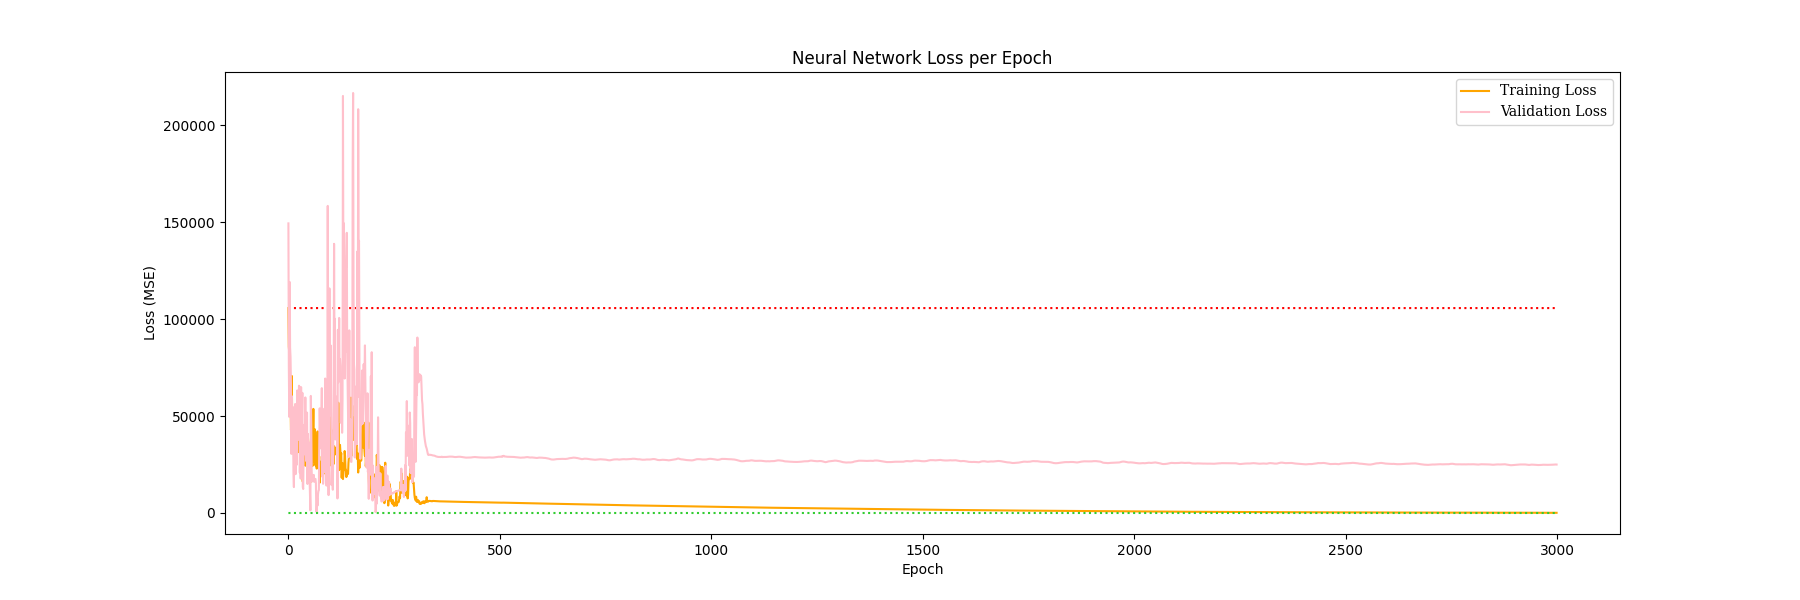 Neural Network Loss per Epoch
Training Loss
Validation Loss
200000
150000
100000
50000
0
Loss (MSE)
0 500 1000 1500 2000 2500 3000
Epoch